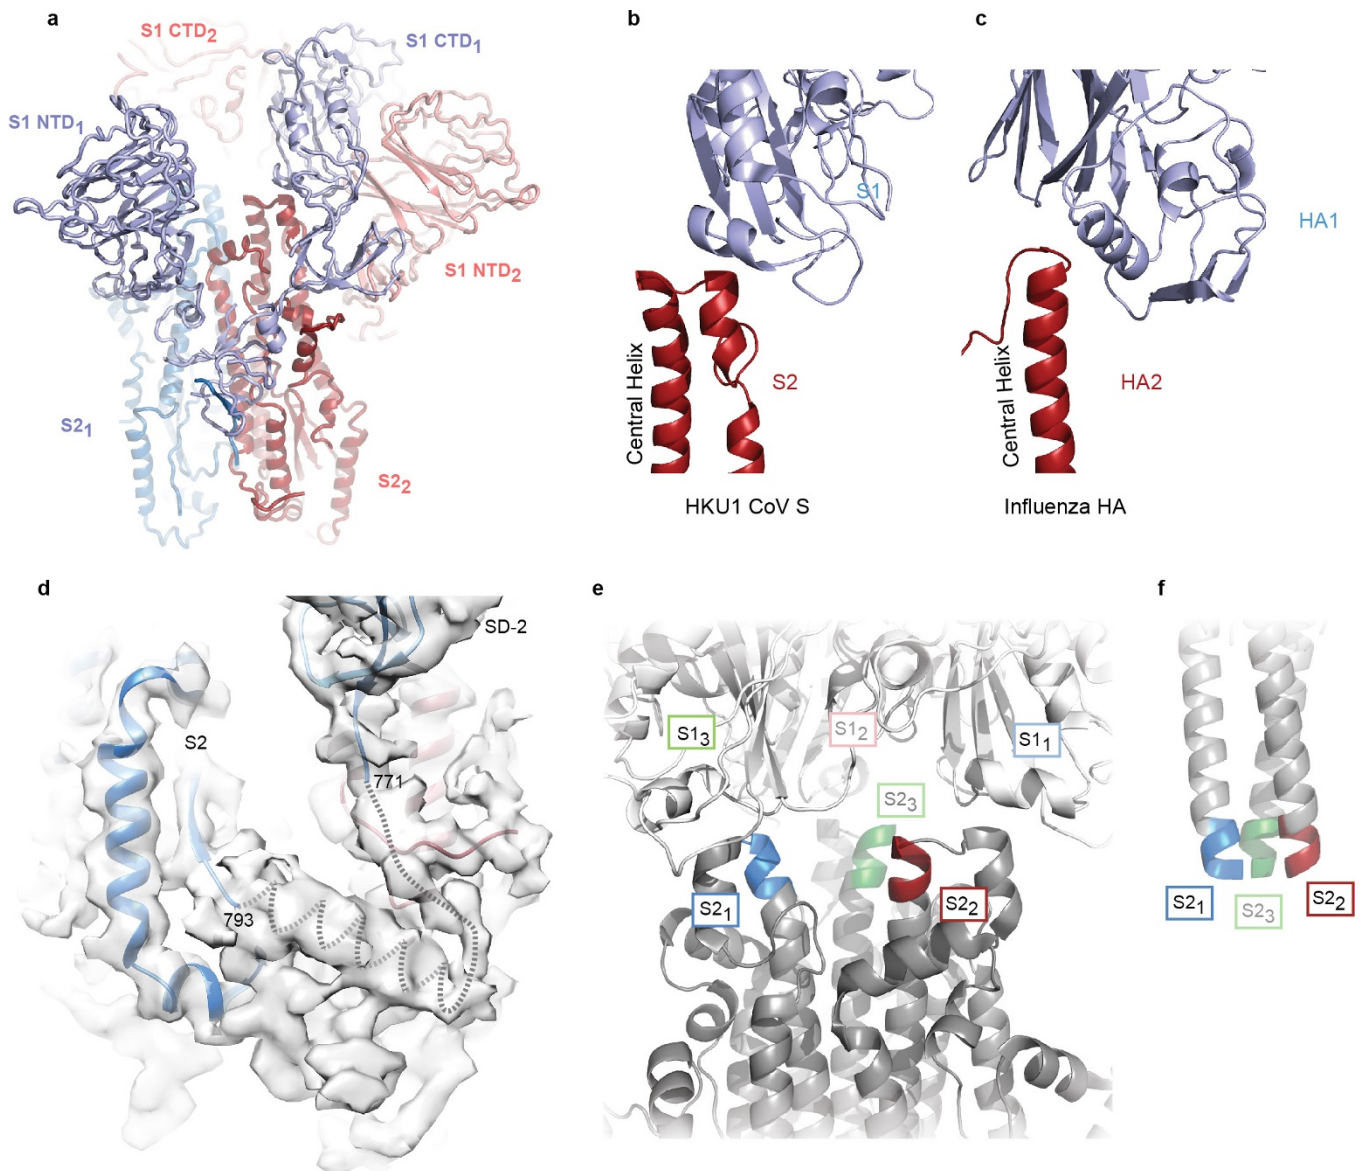 a
S1 CTD₂
S1 CTD₁
S1 NTD₁
S1 NTD₂
S2₁
S2₂
b
S1
Central Helix
S2
HKU1 CoV S
c
HA1
Central Helix
HA2
Influenza HA
d
SD-2
S2
771
793
e
S1₃
S1₂
S1₁
S2₃
S2₁
S2₂
f
S2₁
S2₃
S2₂